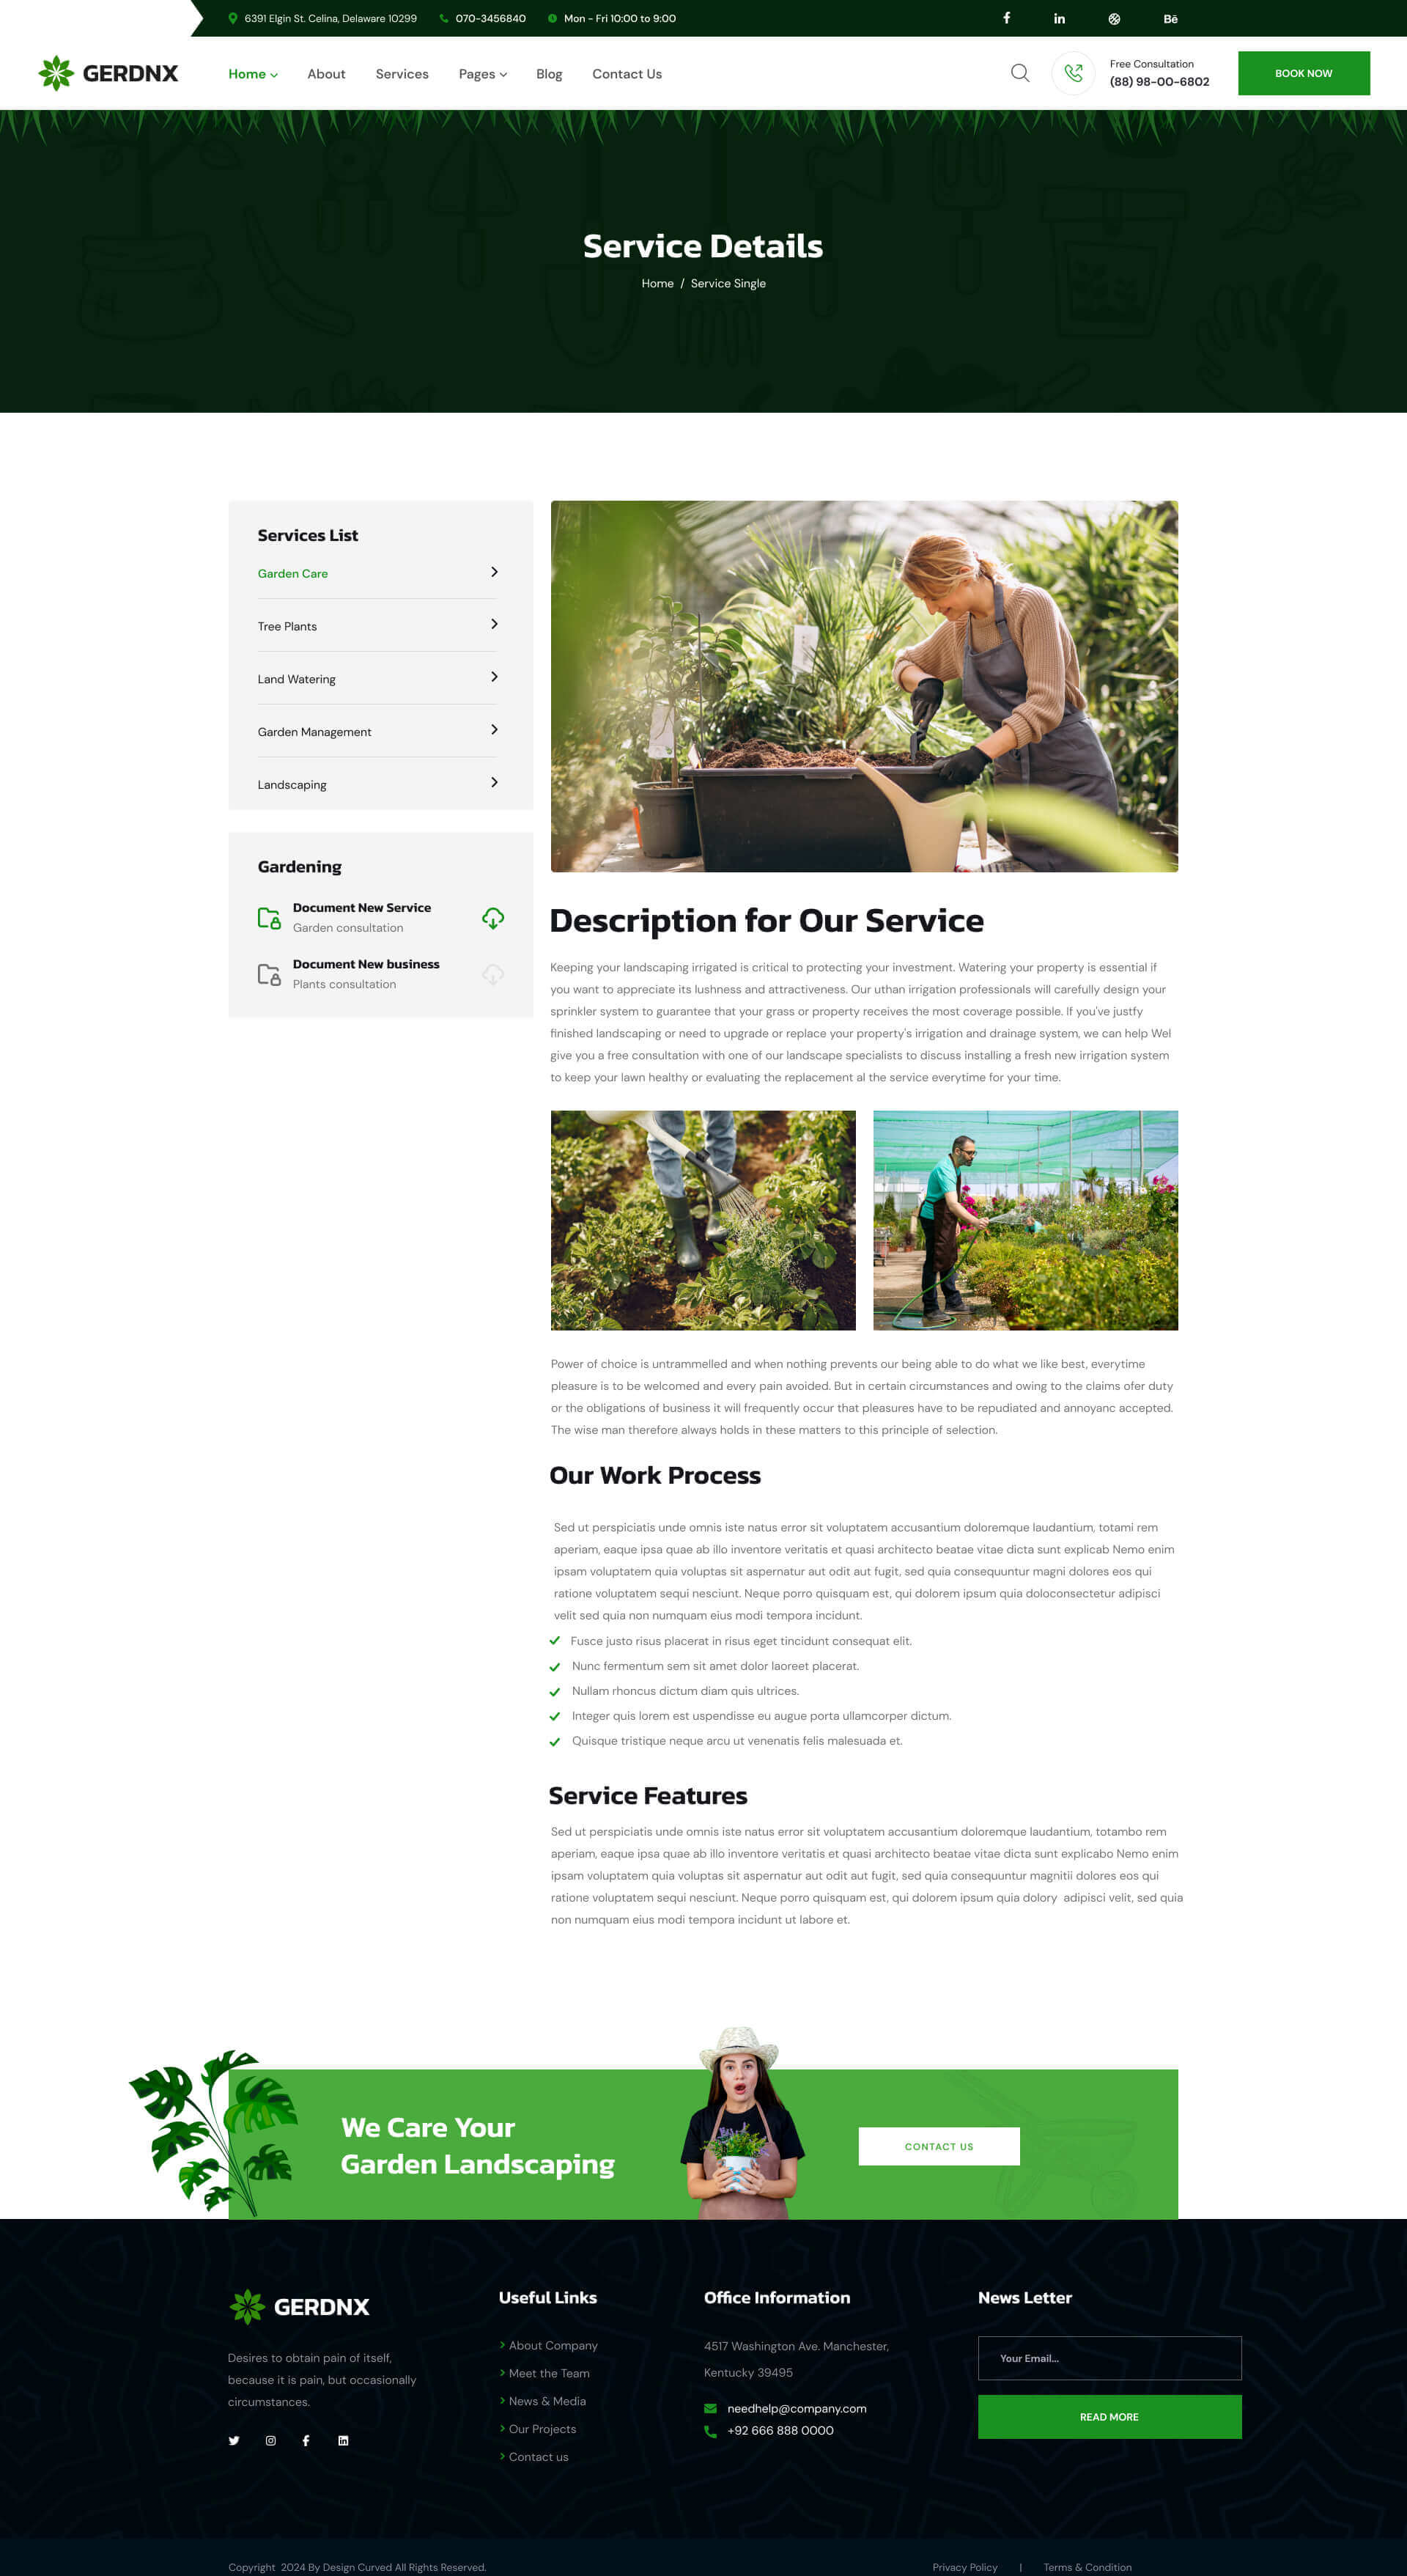 6391 Elgin St. Celina, Delaware 10299
070-3456840
Mon - Fri 10:00 to 9:00
Bē
GERDNX
Home
About
Services
Pages
Blog
Contact Us
Free Consultation
(88) 98-00-6802
BOOK NOW
Service Details
Home / Service Single
Services List
Garden Care
Tree Plants
Land Watering
Garden Management
Landscaping
Gardening
Document New Service
Garden consultation
Document New business
Plants consultation
Description for Our Service
Keeping your landscaping irrigated is critical to protecting your investment. Watering your property is essential if
you want to appreciate its lushness and attractiveness. Our uthan irrigation professionals will carefully design your
sprinkler system to guarantee that your grass or property receives the most coverage possible. If you've justfy
finished landscaping or need to upgrade or replace your property's irrigation and drainage system, we can help Wel
give you a free consultation with one of our landscape specialists to discuss installing a fresh new irrigation system
to keep your lawn healthy or evaluating the replacement al the service everytime for your time.
Power of choice is untrammelled and when nothing prevents our being able to do what we like best, everytime
pleasure is to be welcomed and every pain avoided. But in certain circumstances and owing to the claims ofer duty
or the obligations of business it will frequently occur that pleasures have to be repudiated and annoyanc accepted.
The wise man therefore always holds in these matters to this principle of selection.
Our Work Process
Sed ut perspiciatis unde omnis iste natus error sit voluptatem accusantium doloremque laudantium, totami rem
aperiam, eaque ipsa quae ab illo inventore veritatis et quasi architecto beatae vitae dicta sunt explicab Nemo enim
ipsam voluptatem quia voluptas sit aspernatur aut odit aut fugit, sed quia consequuntur magni dolores eos qui
ratione voluptatem sequi nesciunt. Neque porro quisquam est, qui dolorem ipsum quia doloconsectetur adipisci
velit sed quia non numquam eius modi tempora incidunt.
Fusce justo risus placerat in risus eget tincidunt consequat elit.
Nunc fermentum sem sit amet dolor laoreet placerat.
Nullam rhoncus dictum diam quis ultrices.
Integer quis lorem est uspendisse eu augue porta ullamcorper dictum.
Quisque tristique neque arcu ut venenatis felis malesuada et.
Service Features
Sed ut perspiciatis unde omnis iste natus error sit voluptatem accusantium doloremque laudantium, totambo rem
aperiam, eaque ipsa quae ab illo inventore veritatis et quasi architecto beatae vitae dicta sunt explicabo Nemo enim
ipsam voluptatem quia voluptas sit aspernatur aut odit aut fugit, sed quia consequuntur magnitii dolores eos qui
ratione voluptatem sequi nesciunt. Neque porro quisquam est, qui dolorem ipsum quia dolory adipisci velit, sed quia
non numquam eius modi tempora incidunt ut labore et.
We Care Your
Garden Landscaping
CONTACT US
GERDNX
Desires to obtain pain of itself,
because it is pain, but occasionally
circumstances.
Useful Links
> About Company
> Meet the Team
> News & Media
> Our Projects
> Contact us
Office Information
4517 Washington Ave. Manchester,
Kentucky 39495
needhelp@company.com
+92 666 888 0000
News Letter
Your Email...
READ MORE
Copyright 2024 By Design Curved All Rights Reserved.
Privacy Policy | Terms & Condition